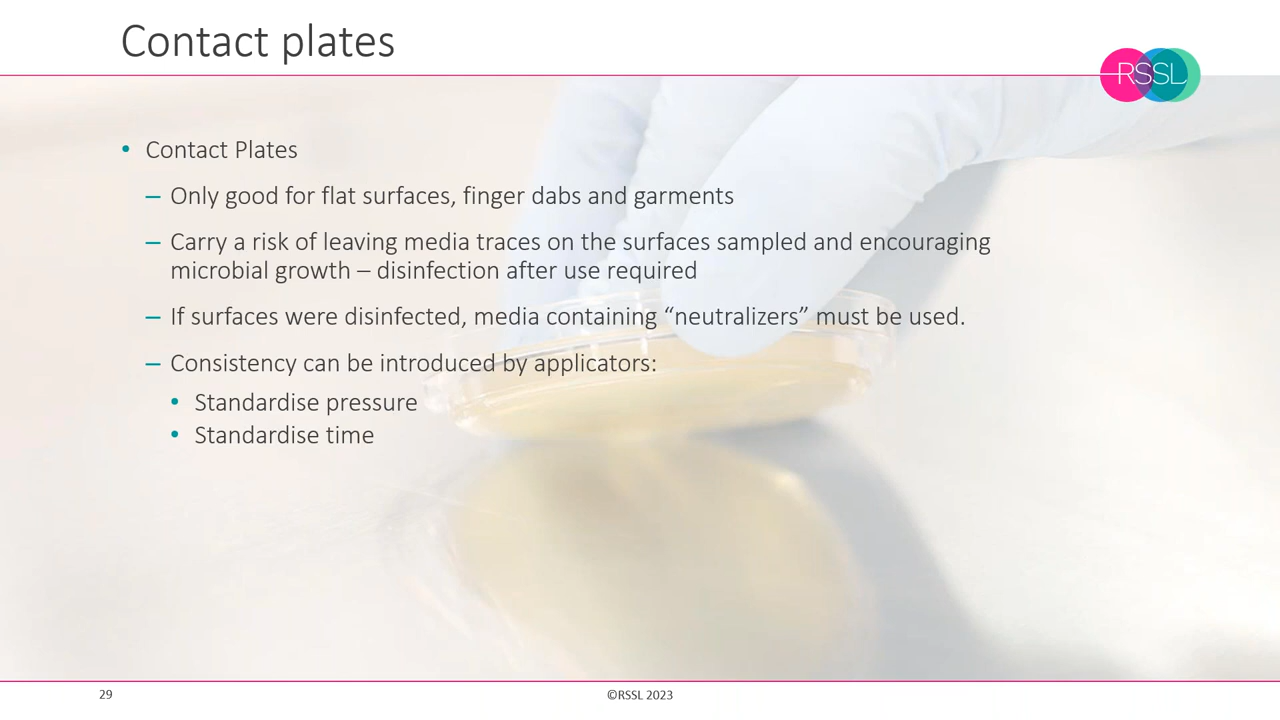 Contact plates
RSSL
• Contact Plates
– Only good for flat surfaces, finger dabs and garments
– Carry a risk of leaving media traces on the surfaces sampled and encouraging
microbial growth – disinfection after use required
– If surfaces were disinfected, media containing “neutralizers” must be used.
– Consistency can be introduced by applicators:
• Standardise pressure
• Standardise time
29
©RSSL 2023